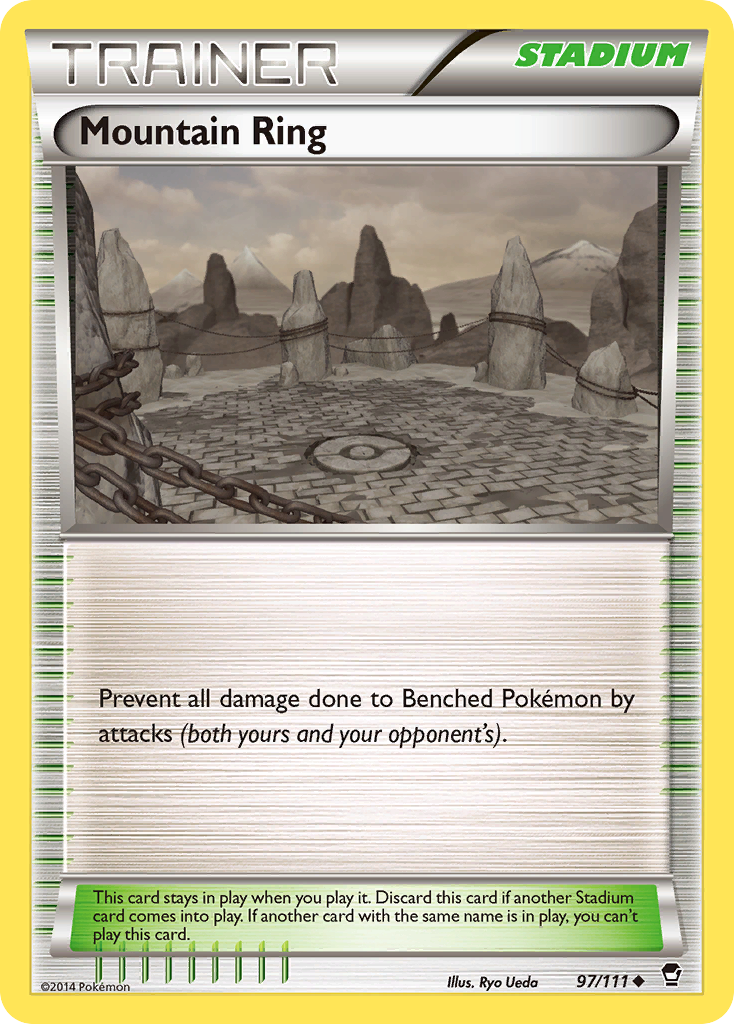 TRAINER
STADIUM
Mountain Ring
Prevent all damage done to Benched Pokémon by
attacks (both yours and your opponent's).
This card stays in play when you play it. Discard this card if another Stadium
card comes into play. If another card with the same name is in play, you can't
play this card.
©2014 Pokémon
Illus. Ryo Ueda
97/111